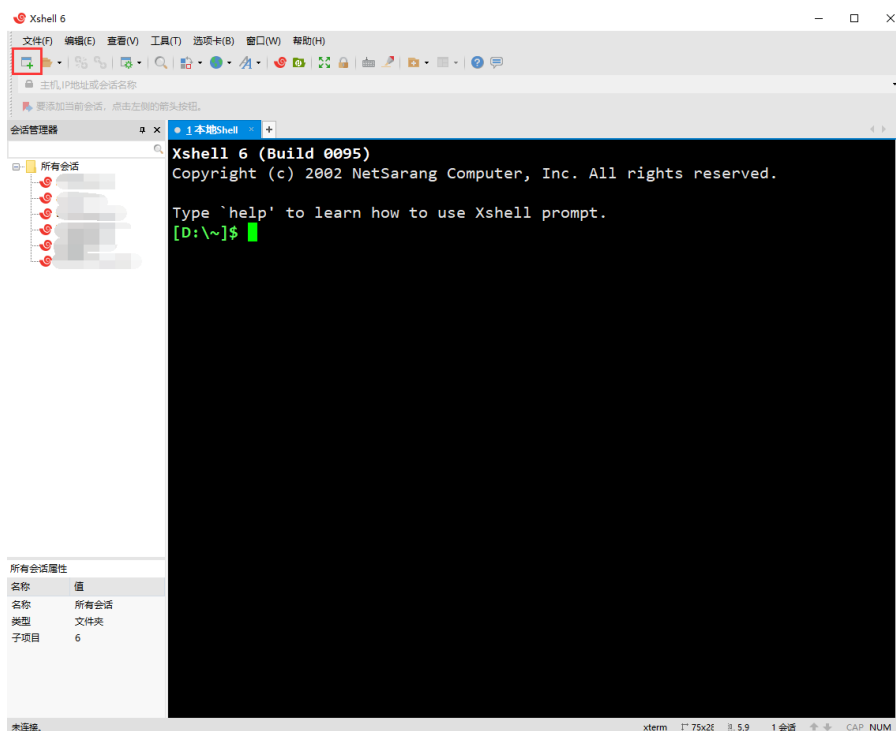 Xshell 6
文件(F) 编辑(E) 查看(V) 工具(T) 选项卡(B) 窗口(W) 帮助(H)
主机,IP地址或会话名称
要添加当前会话，点击左侧的箭头按钮。
会话管理器
1 本地Shell
Xshell 6 (Build 0095)
Copyright (c) 2002 NetSarang Computer, Inc. All rights reserved.
Type `help' to learn how to use Xshell prompt.
[D:\~]$
所有会话
所有会话属性
名称 值
名称 所有会话
类型 文件夹
子项目 6
未连接。
xterm 75x28 5,9 1 会话 CAP NUM